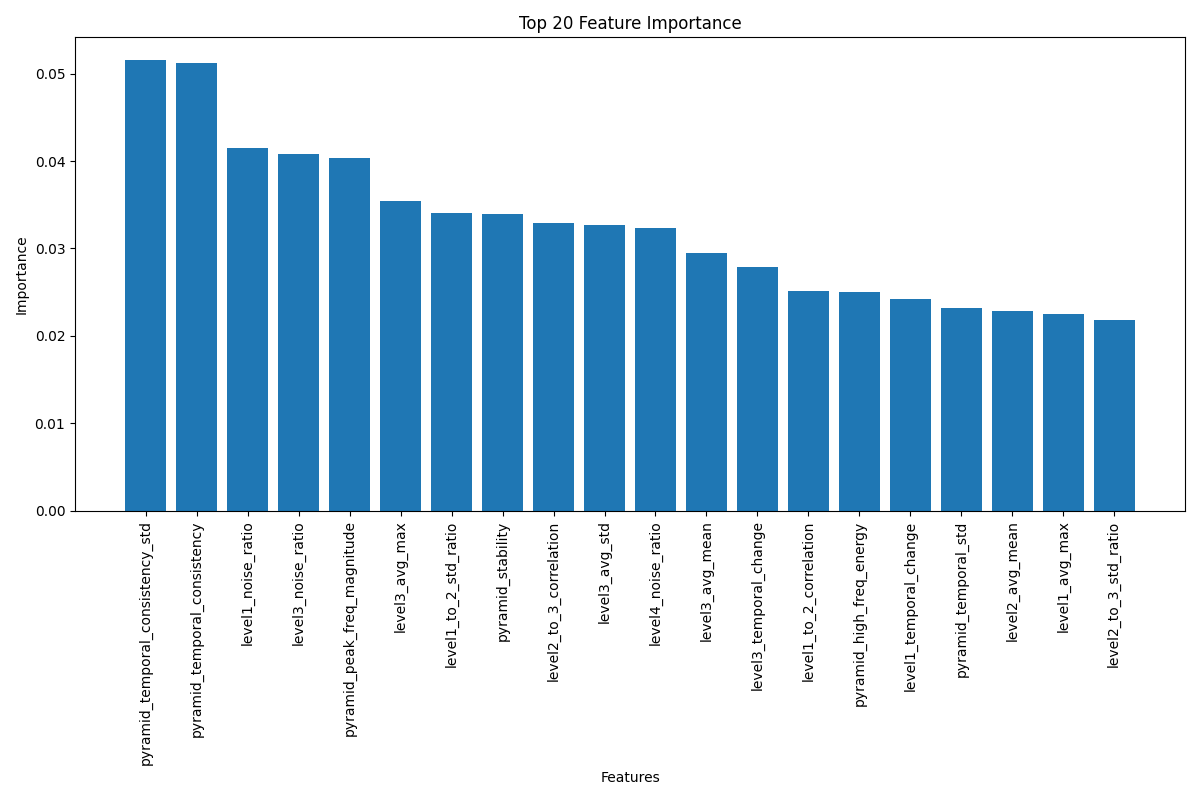 Top 20 Feature Importance
Importance
0.05
0.04
0.03
0.02
0.01
0.00
pyramid_temporal_consistency_std
pyramid_temporal_consistency
level1_noise_ratio
level3_noise_ratio
pyramid_peak_freq_magnitude
level3_avg_max
level1_to_2_std_ratio
pyramid_stability
level2_to_3_correlation
level3_avg_std
level4_noise_ratio
level3_avg_mean
level3_temporal_change
level1_to_2_correlation
pyramid_high_freq_energy
level1_temporal_change
pyramid_temporal_std
level2_avg_mean
level1_avg_max
level2_to_3_std_ratio
Features